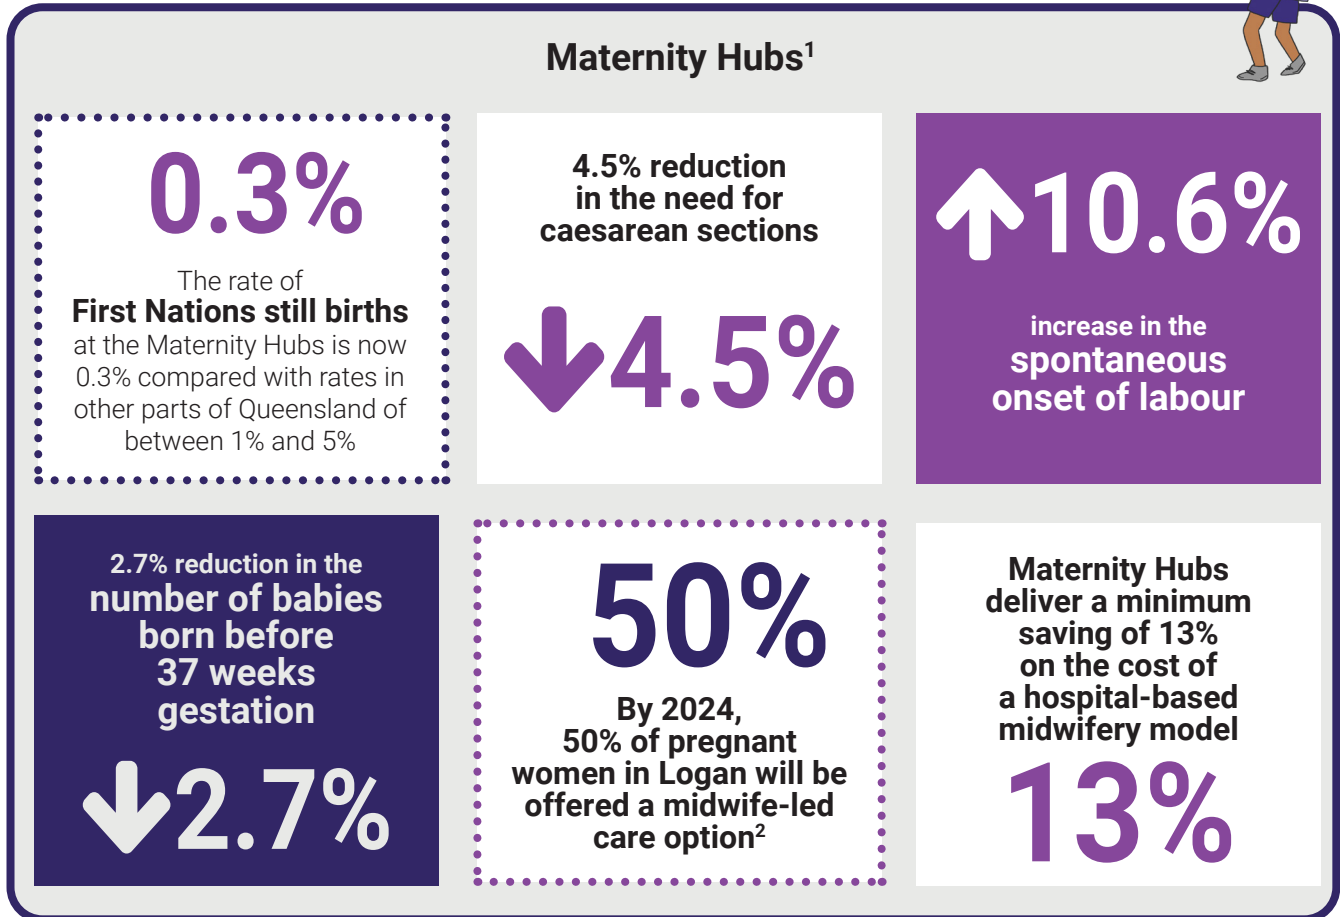 Maternity Hubs¹
0.3%
The rate of
First Nations still births
at the Maternity Hubs is now
0.3% compared with rates in
other parts of Queensland of
between 1% and 5%
4.5% reduction
in the need for
caesarean sections
4.5%
10.6%
increase in the
spontaneous
onset of labour
2.7% reduction in the
number of babies
born before
37 weeks
gestation
2.7%
50%
By 2024,
50% of pregnant
women in Logan will be
offered a midwife-led
care option²
Maternity Hubs
deliver a minimum
saving of 13%
on the cost of
a hospital-based
midwifery model
13%